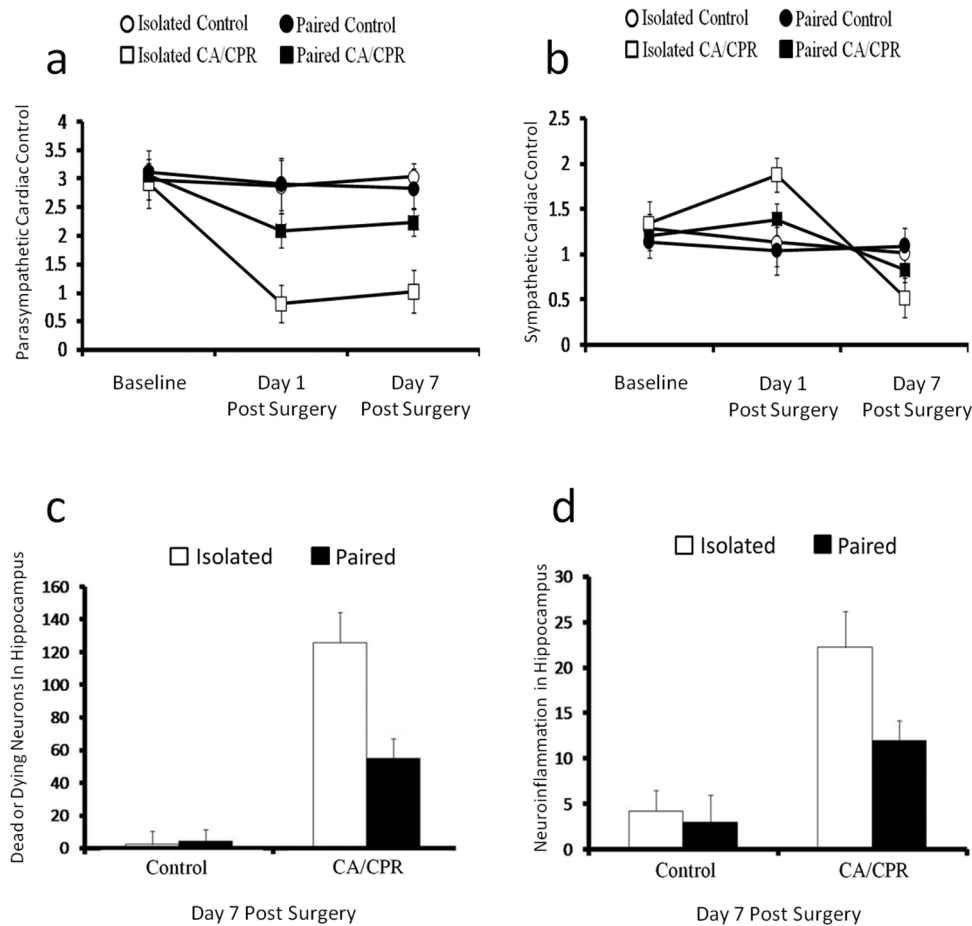 a
Isolated Control
Paired Control
Isolated CA/CPR
Paired CA/CPR
Parasympathetic Cardiac Control
4
3.5
3
2.5
2
1.5
1
0.5
0
Baseline
Day 1
Post Surgery
Day 7
Post Surgery
b
Isolated Control
Paired Control
Isolated CA/CPR
Paired CA/CPR
Sympathetic Cardiac Control
2.5
2
1.5
1
0.5
0
Baseline
Day 1
Post Surgery
Day 7
Post Surgery
c
Isolated
Paired
Dead or Dying Neurons In Hippocampus
160
140
120
100
80
60
40
20
0
Control
CA/CPR
Day 7 Post Surgery
d
Isolated
Paired
Neuroinflammation in Hippocampus
30
25
20
15
10
5
0
Control
CA/CPR
Day 7 Post Surgery